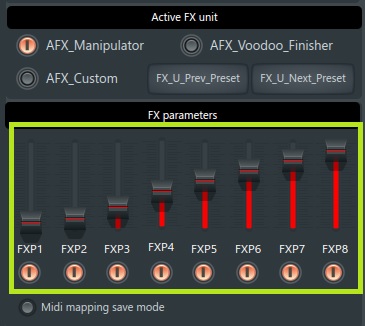 Active FX unit
AFX_Manipulator AFX_Voodoo_Finisher
AFX_Custom FX_U_Prev_Preset FX_U_Next_Preset
FX parameters
FXP1 FXP2 FXP3 FXP4 FXP5 FXP6 FXP7 FXP8
Midi mapping save mode